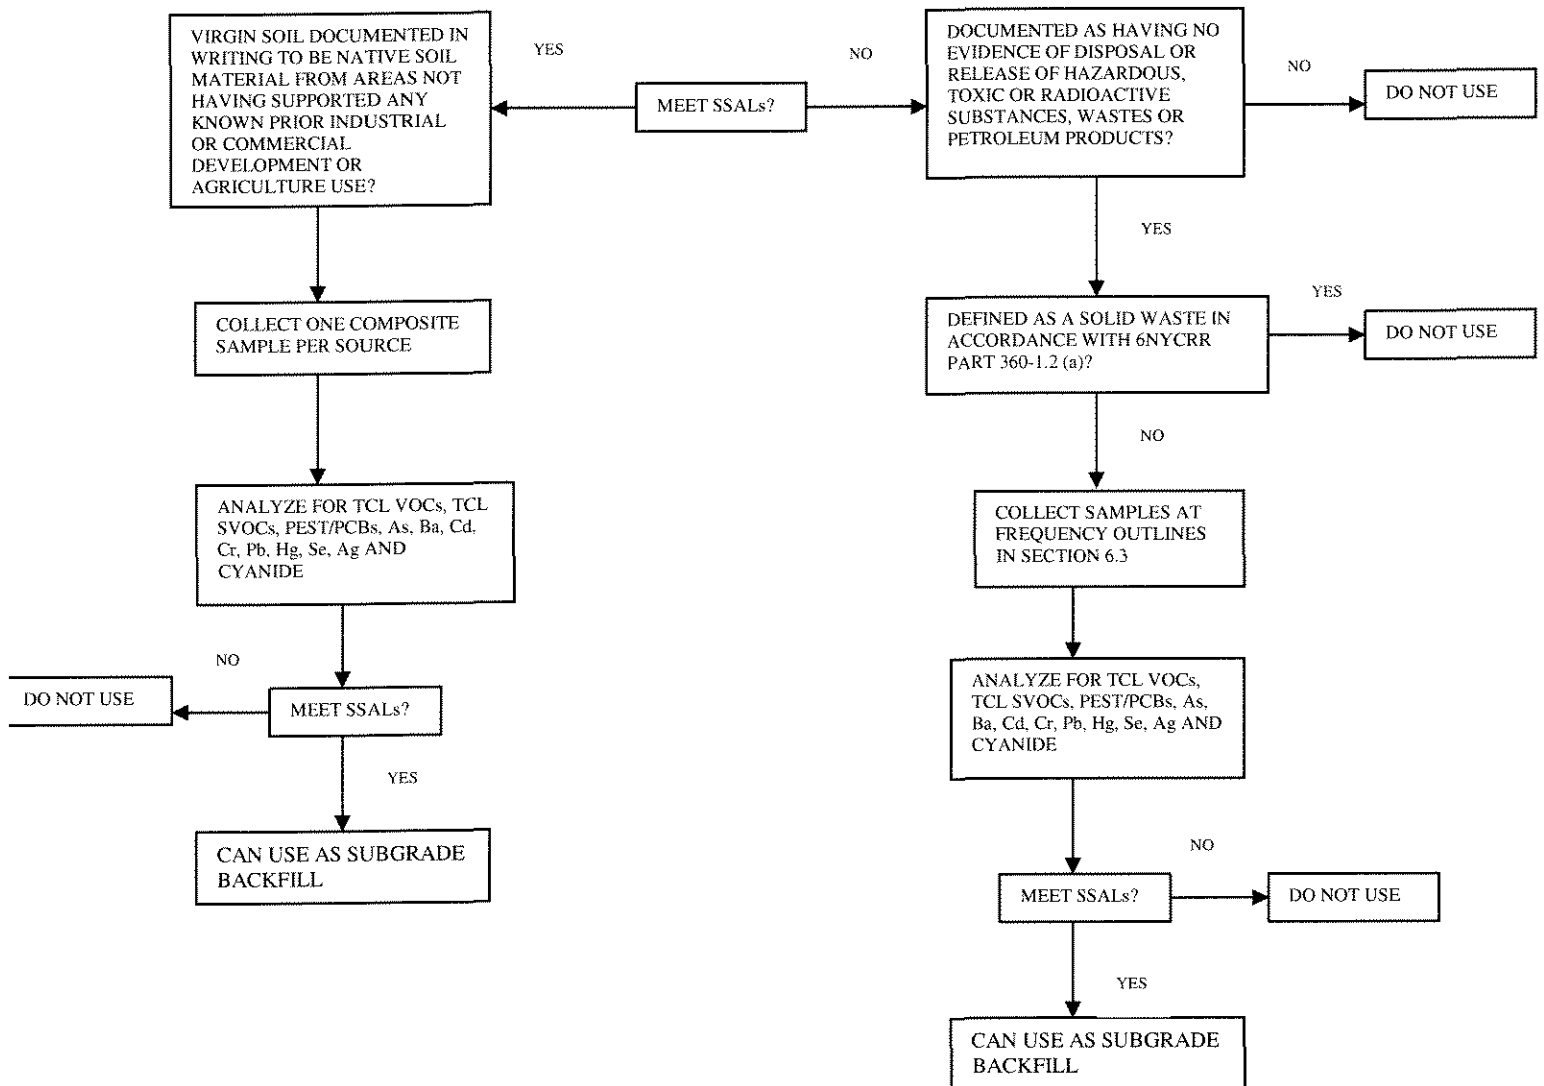 VIRGIN SOIL DOCUMENTED IN
WRITING TO BE NATIVE SOIL
MATERIAL FROM AREAS NOT
HAVING SUPPORTED ANY
KNOWN PRIOR INDUSTRIAL
OR COMMERCIAL
DEVELOPMENT OR
AGRICULTURE USE?
YES
MEET SSALs?
NO
DOCUMENTED AS HAVING NO
EVIDENCE OF DISPOSAL OR
RELEASE OF HAZARDOUS,
TOXIC OR RADIOACTIVE
SUBSTANCES, WASTES OR
PETROLEUM PRODUCTS?
NO
DO NOT USE
YES
COLLECT ONE COMPOSITE
SAMPLE PER SOURCE
DEFINED AS A SOLID WASTE IN
ACCORDANCE WITH 6NYCRR
PART 360-1.2 (a)?
YES
DO NOT USE
NO
ANALYZE FOR TCL VOCs, TCL
SVOCs, PEST/PCBs, As, Ba, Cd,
Cr, Pb, Hg, Se, Ag AND
CYANIDE
COLLECT SAMPLES AT
FREQUENCY OUTLINES
IN SECTION 6.3
NO
DO NOT USE
MEET SSALs?
YES
CAN USE AS SUBGRADE
BACKFILL
ANALYZE FOR TCL VOCs,
TCL SVOCs, PEST/PCBs, As,
Ba, Cd, Cr, Pb, Hg, Se, Ag AND
CYANIDE
NO
MEET SSALs?
DO NOT USE
YES
CAN USE AS SUBGRADE
BACKFILL